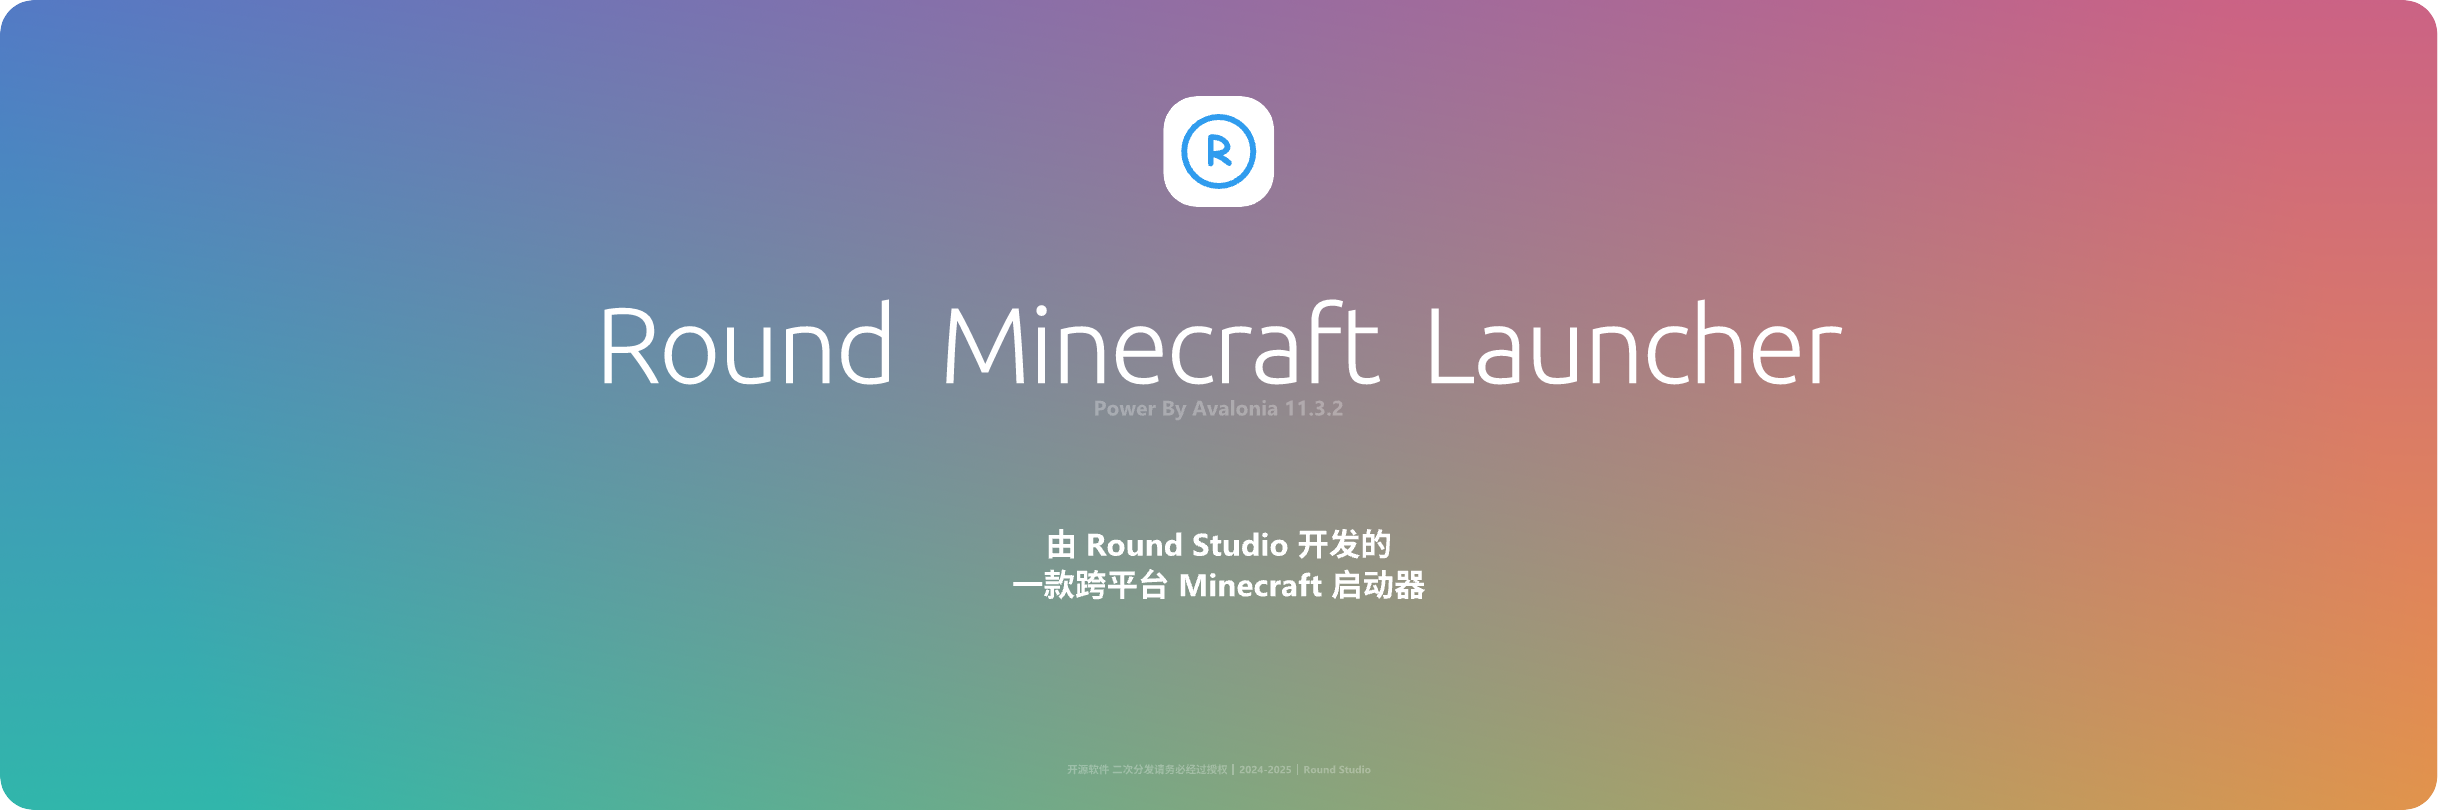 R
Round Minecraft Launcher
Power By Avalonia 11.3.2
由 Round Studio 开发的
一款跨平台 Minecraft 启动器
开源软件 二次分发请务必经过授权 | 2024-2025 | Round Studio